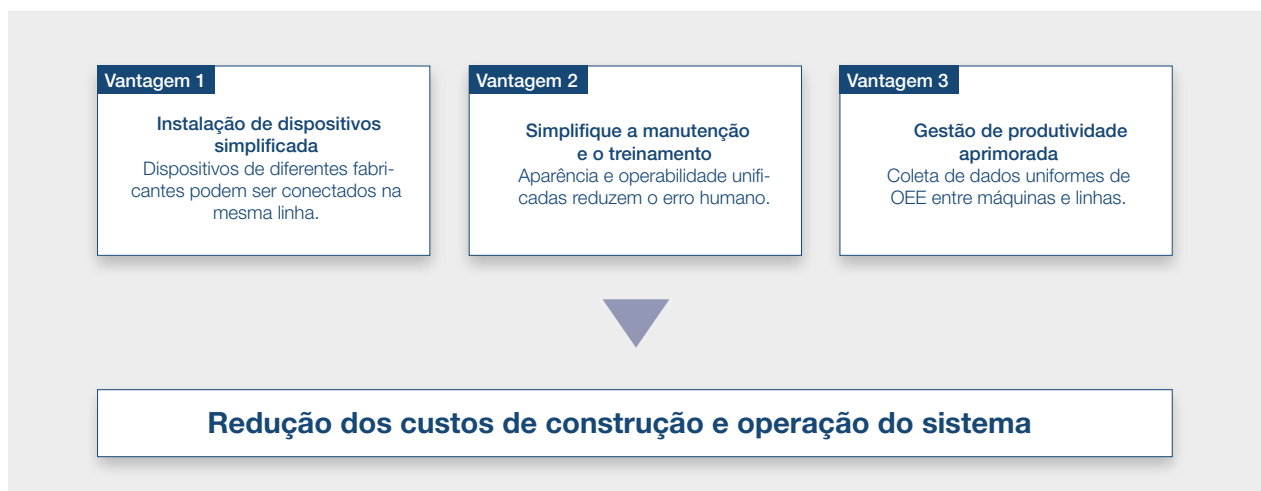 Vantagem 1
Instalação de dispositivos
simplificada
Dispositivos de diferentes fabri-
cantes podem ser conectados na
mesma linha.
Vantagem 2
Simplifique a manutenção
e o treinamento
Aparência e operabilidade unifi-
cadas reduzem o erro humano.
Vantagem 3
Gestão de produtividade
aprimorada
Coleta de dados uniformes de
OEE entre máquinas e linhas.
Redução dos custos de construção e operação do sistema